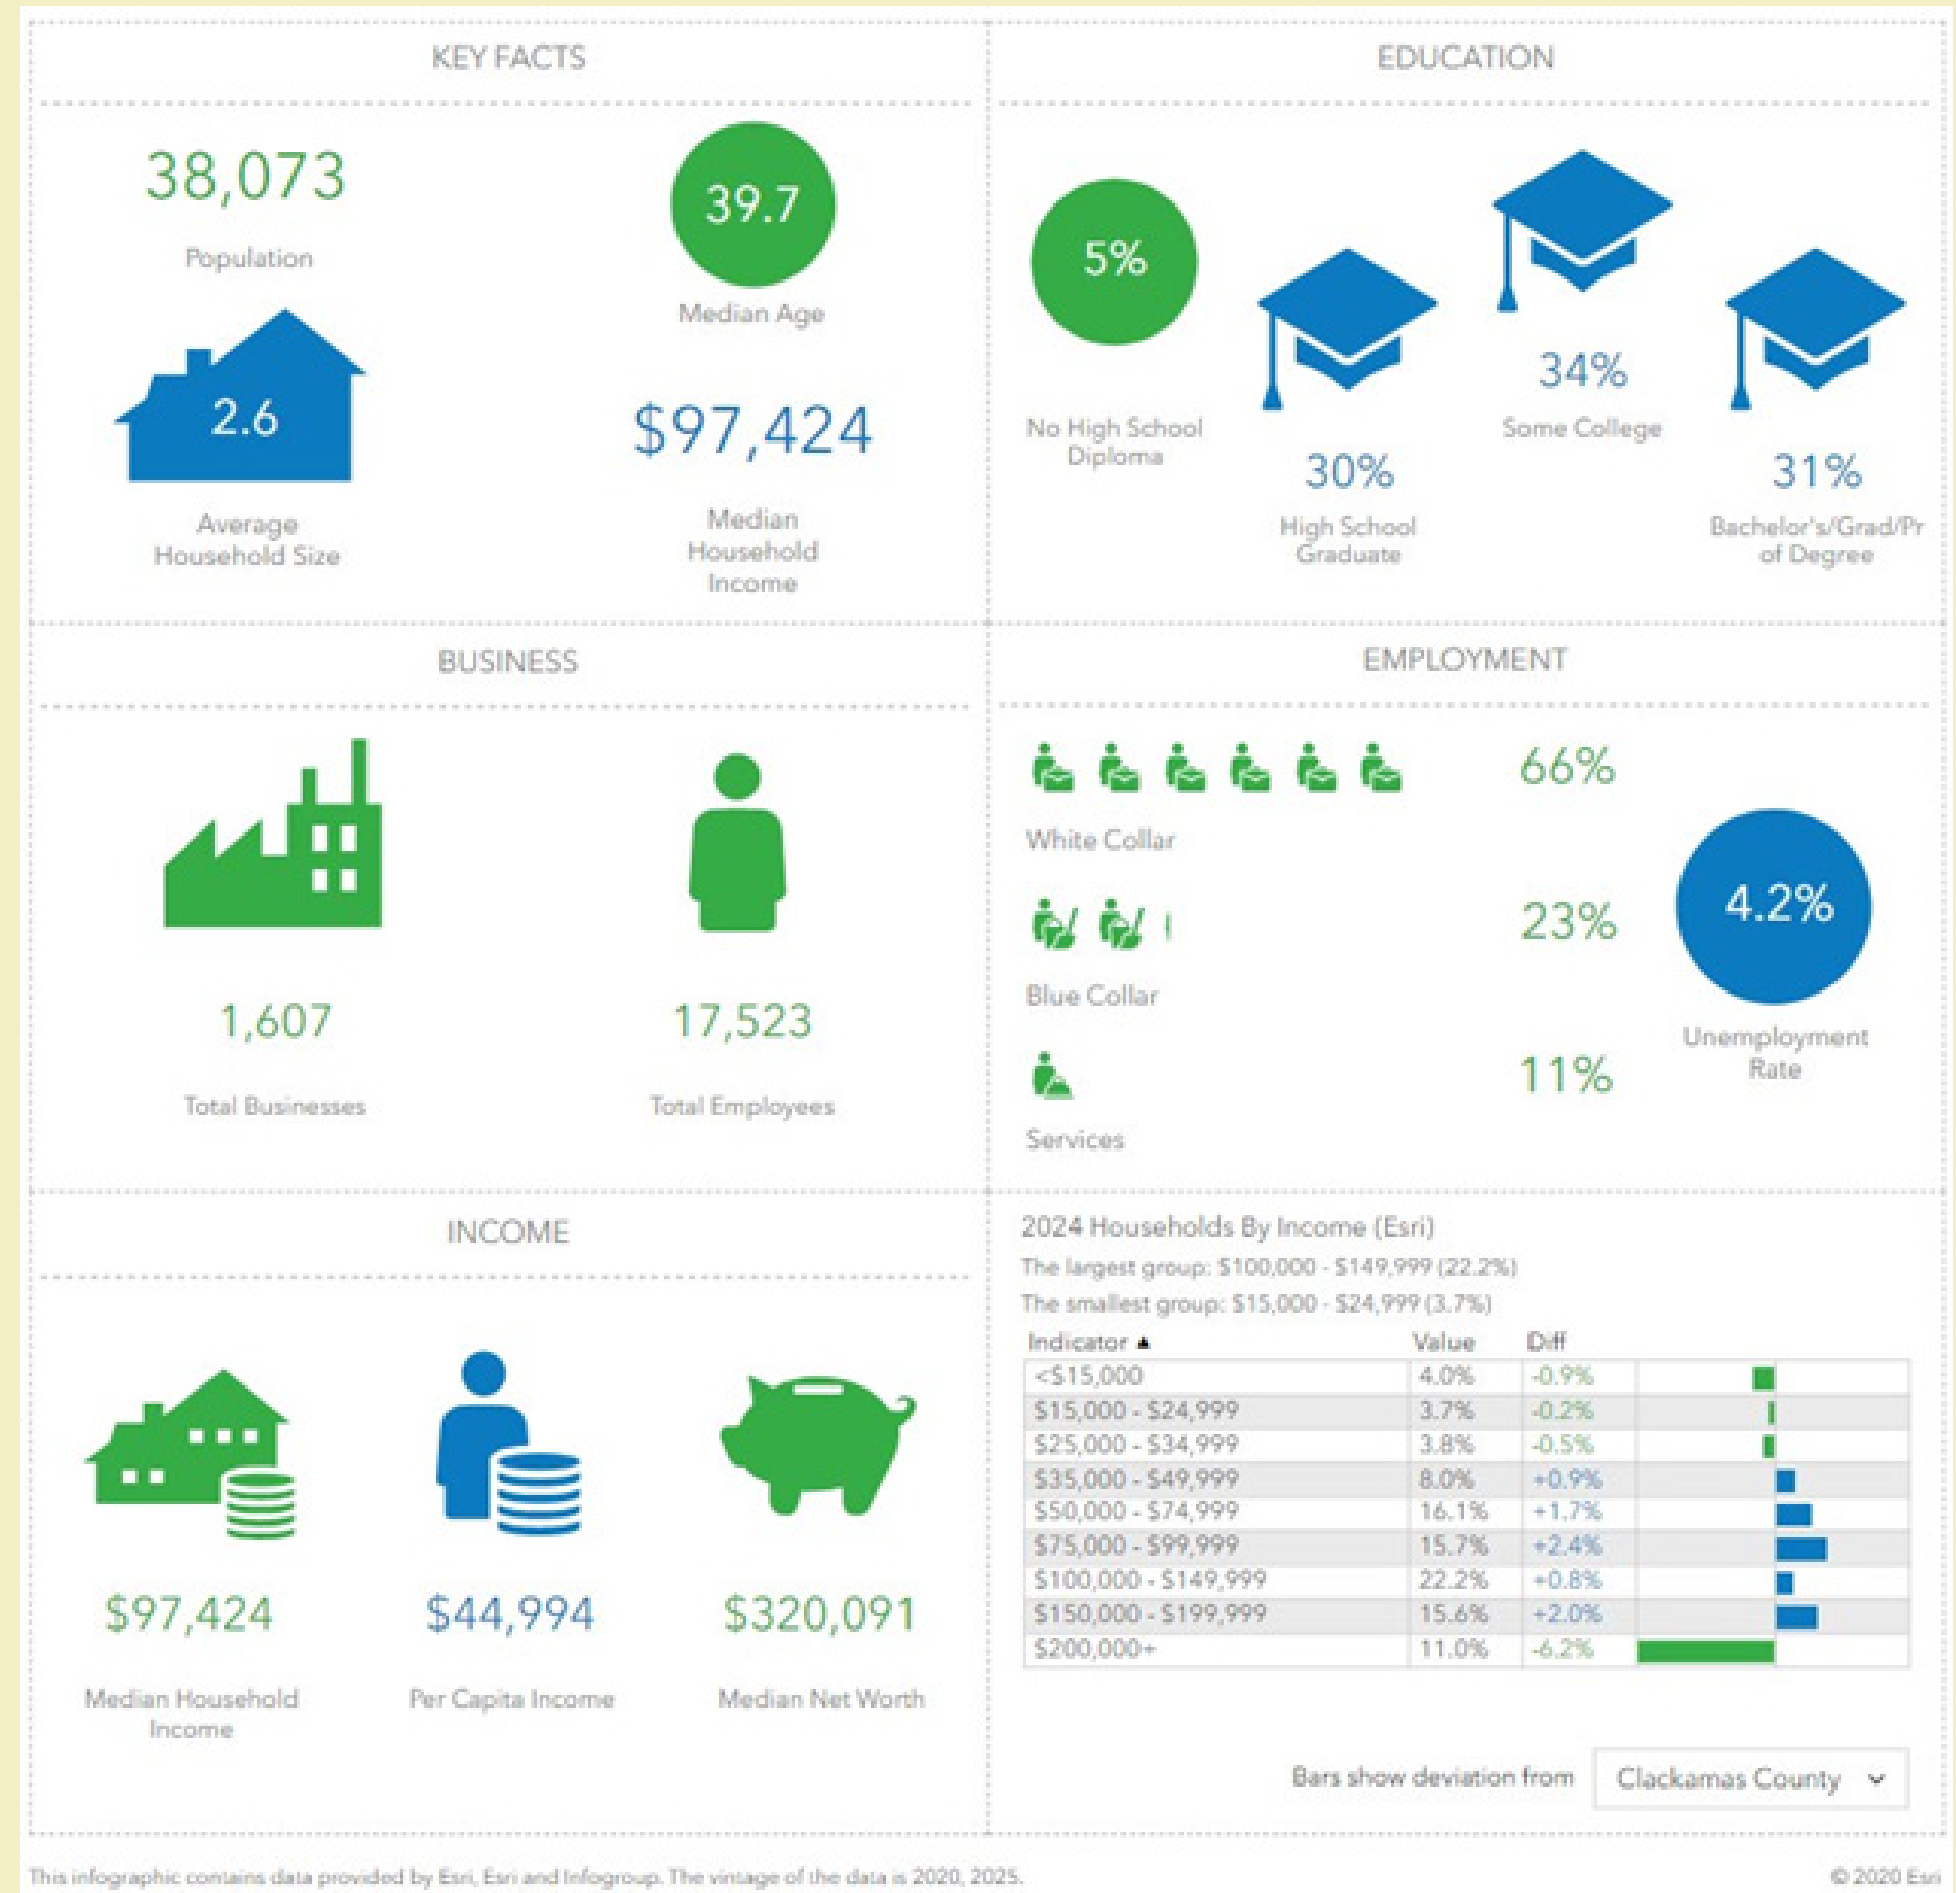 KEY FACTS
38,073
Population
39.7
Median Age
2.6
Average
Household Size
$97,424
Median
Household
Income
EDUCATION
5%
No High School
Diploma
30%
High School
Graduate
34%
Some College
31%
Bachelor's/Grad/Pr
of Degree
BUSINESS
1,607
Total Businesses
17,523
Total Employees
EMPLOYMENT
66%
White Collar
23%
Blue Collar
11%
Services
4.2%
Unemployment
Rate
INCOME
$97,424
Median Household
Income
$44,994
Per Capita Income
$320,091
Median Net Worth
2024 Households By Income (Esri)
The largest group: $100,000 - $149,999 (22.2%)
The smallest group: $15,000 - $24,999 (3.7%)
Indicator ▲ Value Diff
<$15,000 4.0% -0.9%
$15,000 - $24,999 3.7% -0.2%
$25,000 - $34,999 3.8% -0.5%
$35,000 - $49,999 8.0% +0.9%
$50,000 - $74,999 16.1% +1.7%
$75,000 - $99,999 15.7% +2.4%
$100,000 - $149,999 22.2% +0.8%
$150,000 - $199,999 15.6% +2.0%
$200,000+ 11.0% -6.2%
Bars show deviation from Clackamas County
This infographic contains data provided by Esri, Esri and Infogroup. The vintage of the data is 2020, 2025.
© 2020 Esri